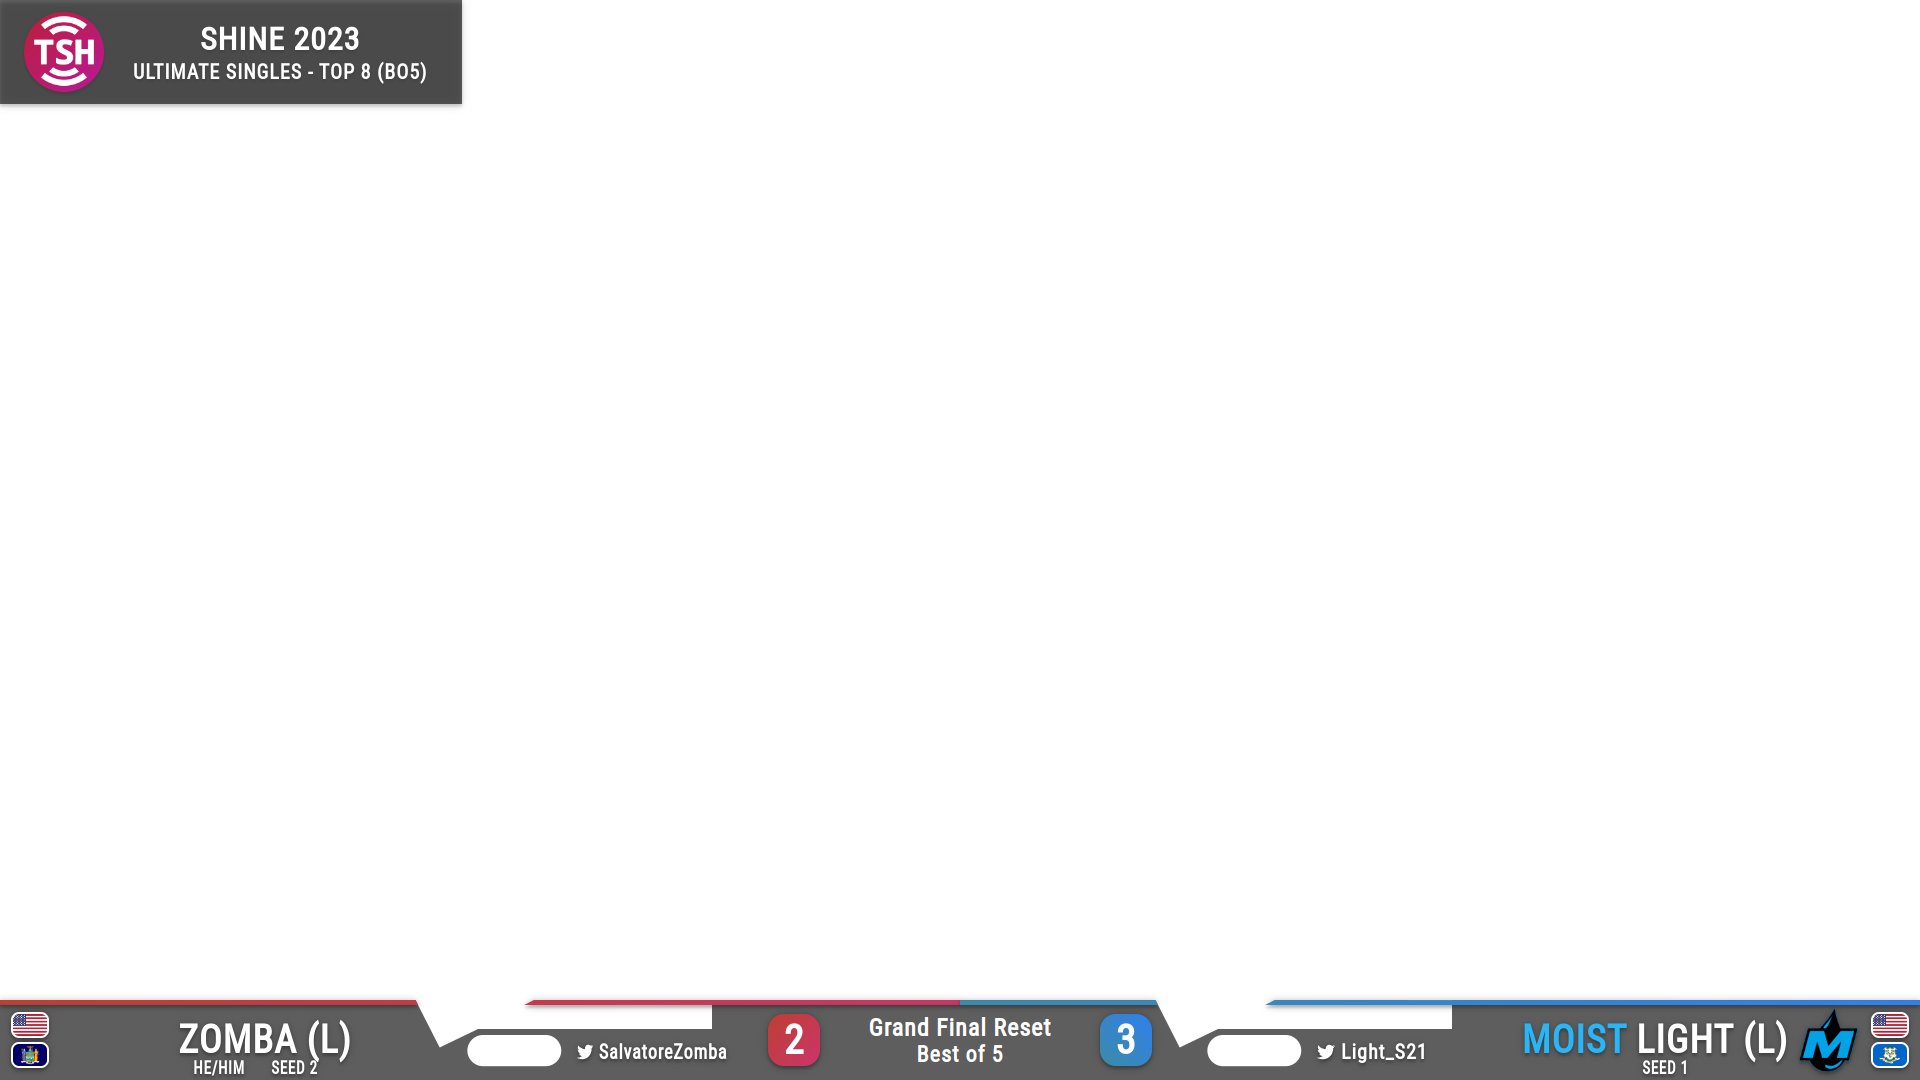 TSH
SHINE 2023
ULTIMATE SINGLES - TOP 8 (BO5)
ZOMBA (L)
HE/HIM SEED 2
SalvatoreZomba
2
Grand Final Reset
Best of 5
3
Light_S21
MOIST LIGHT (L)
SEED 1
M